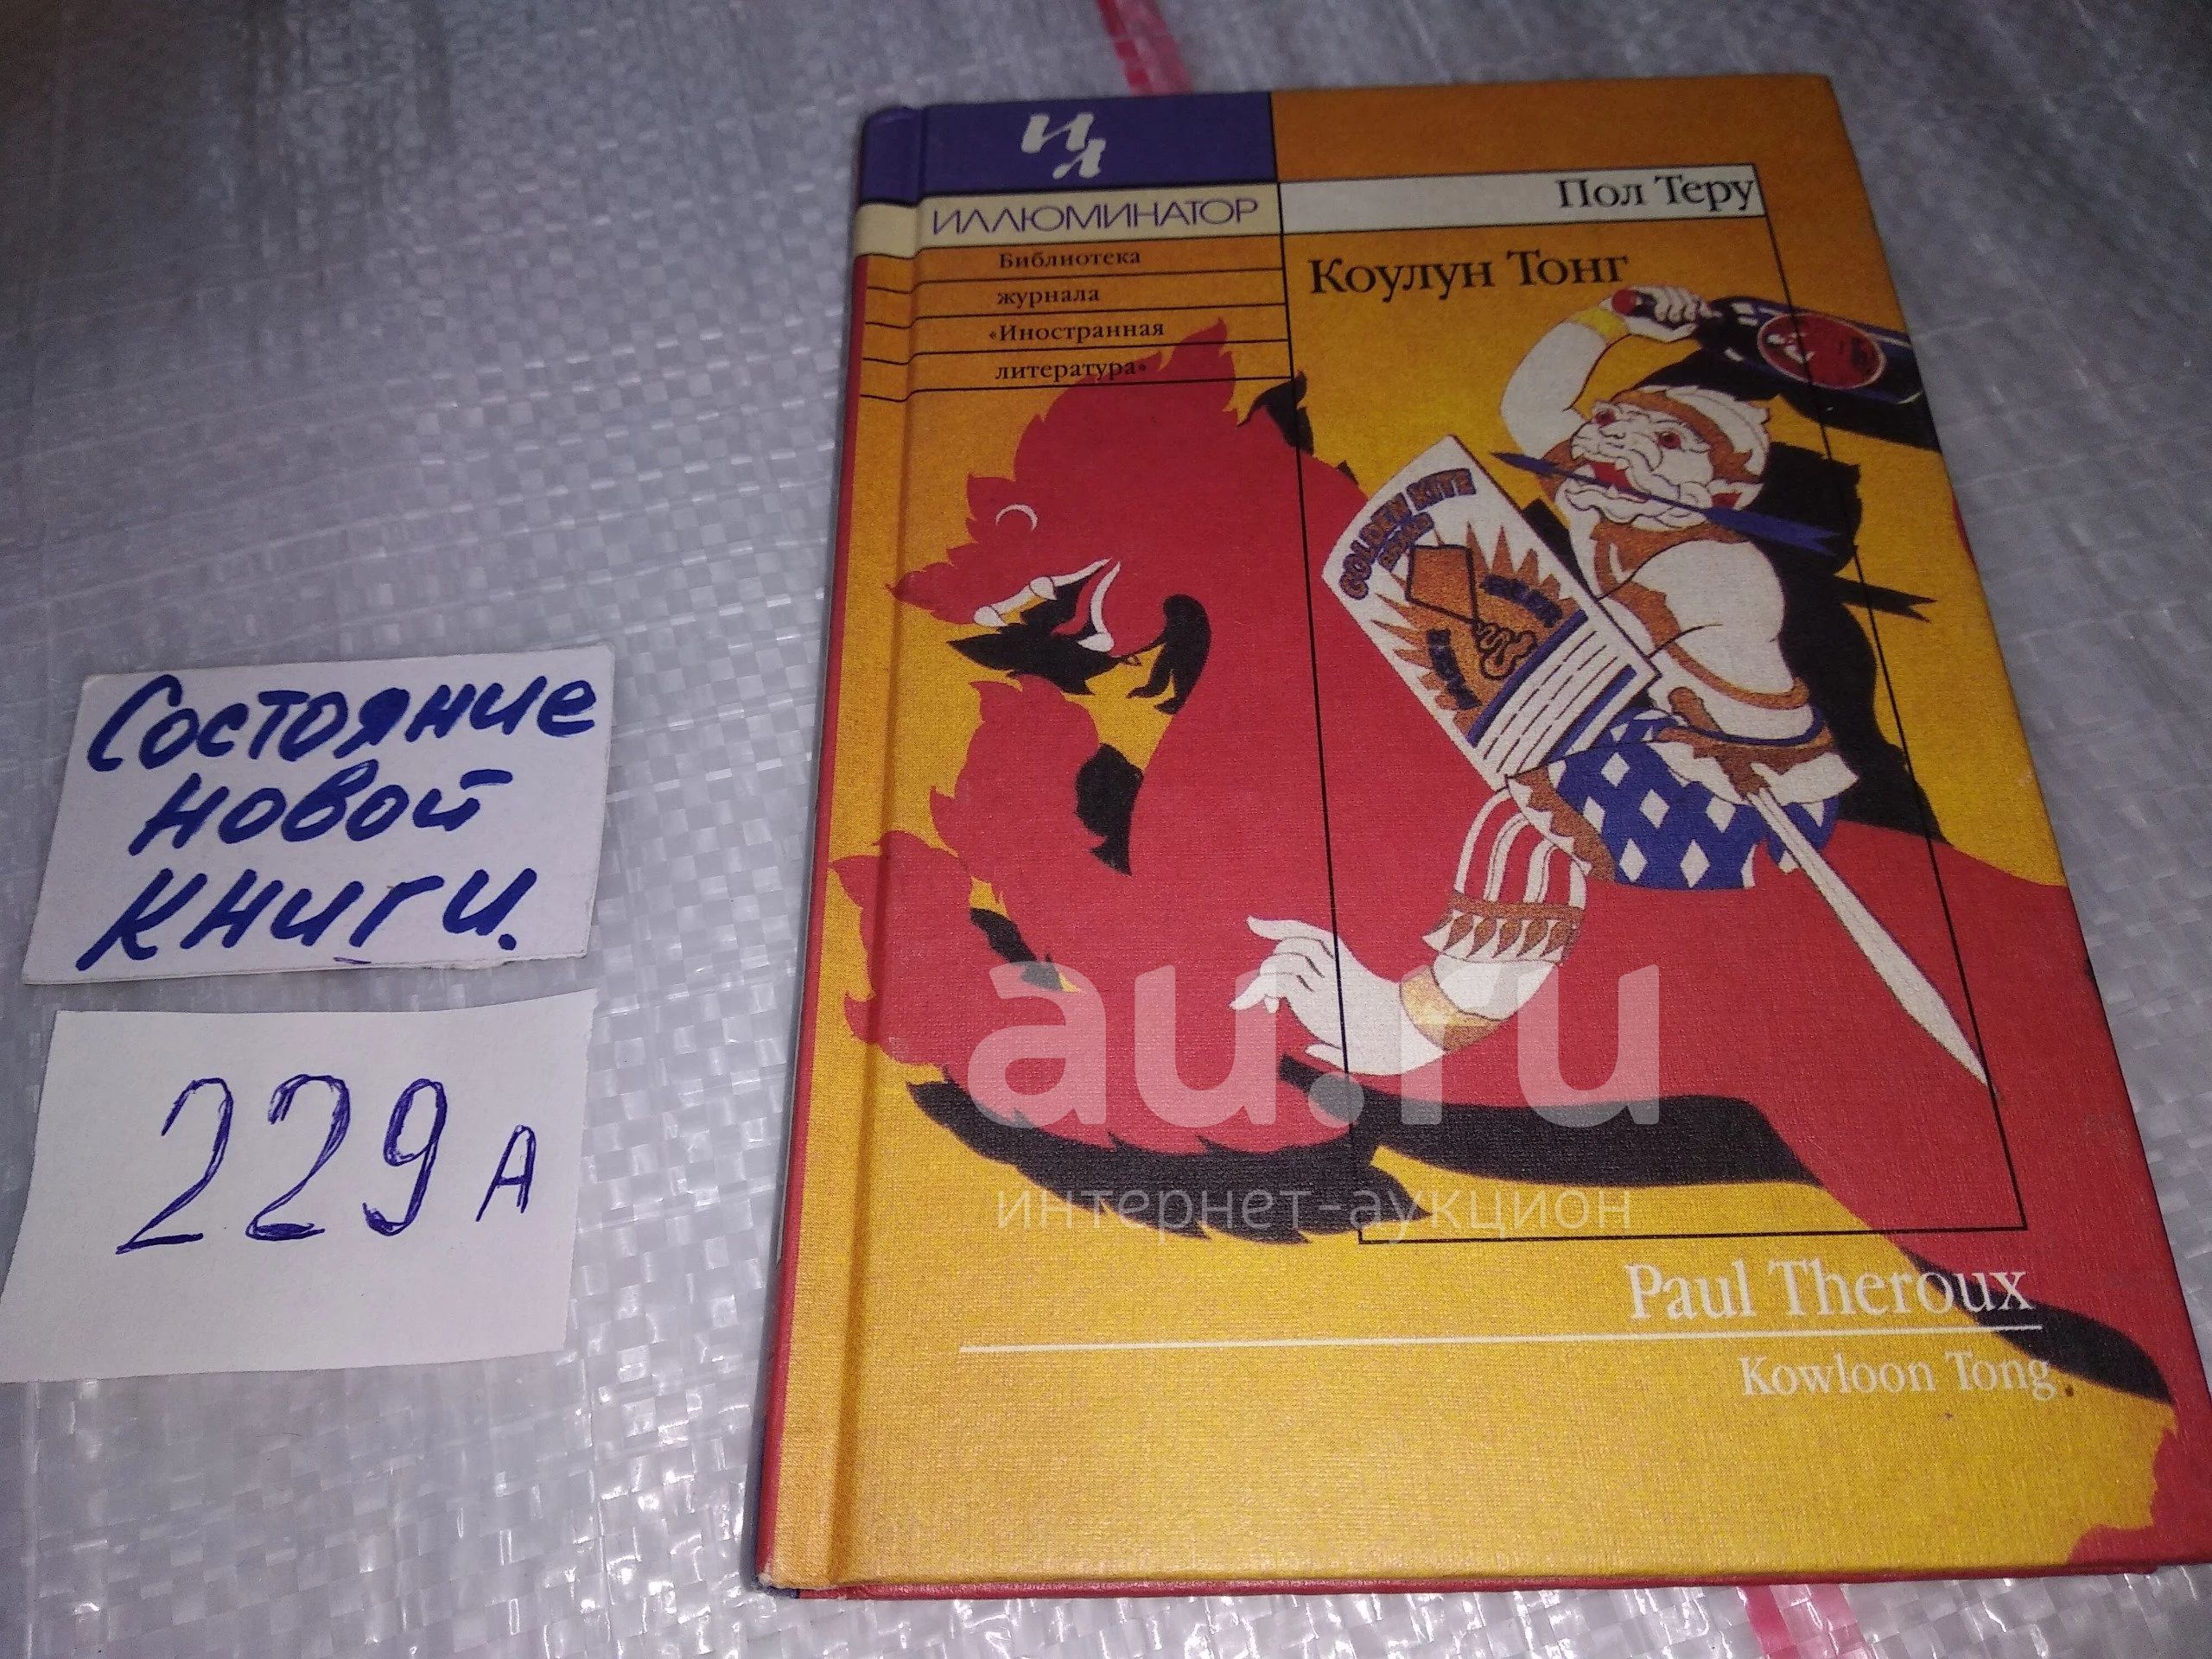 ИЛ
ИЛЛЮМИНАТОР
Библиотека
журнала
«Иностранная
литература»
Пол Теру
Коулун Тонг
GOLDEN KITE
BRAND
Состояние
новой
книги.
229 А
au.ru
интернет-аукцион
Paul Theroux
Kowloon Tong